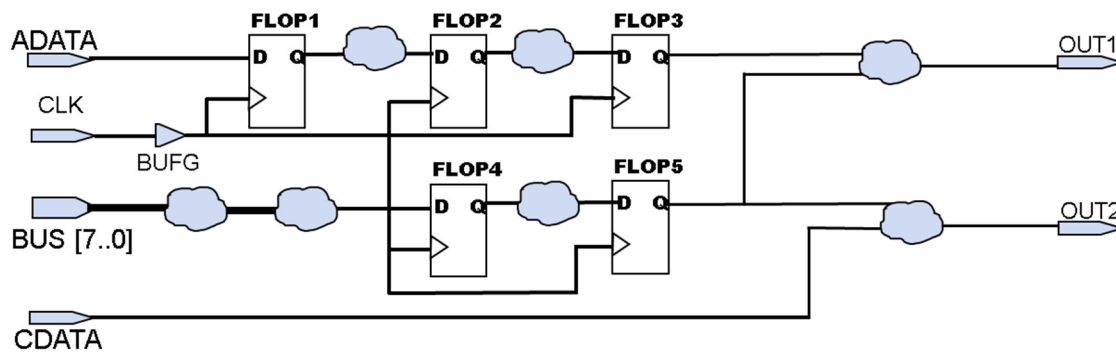 FLOP1
FLOP2
FLOP3
ADATA
D Q
D Q
D Q
OUT1
CLK
BUFG
FLOP4
FLOP5
D Q
D Q
BUS [7..0]
OUT2
CDATA